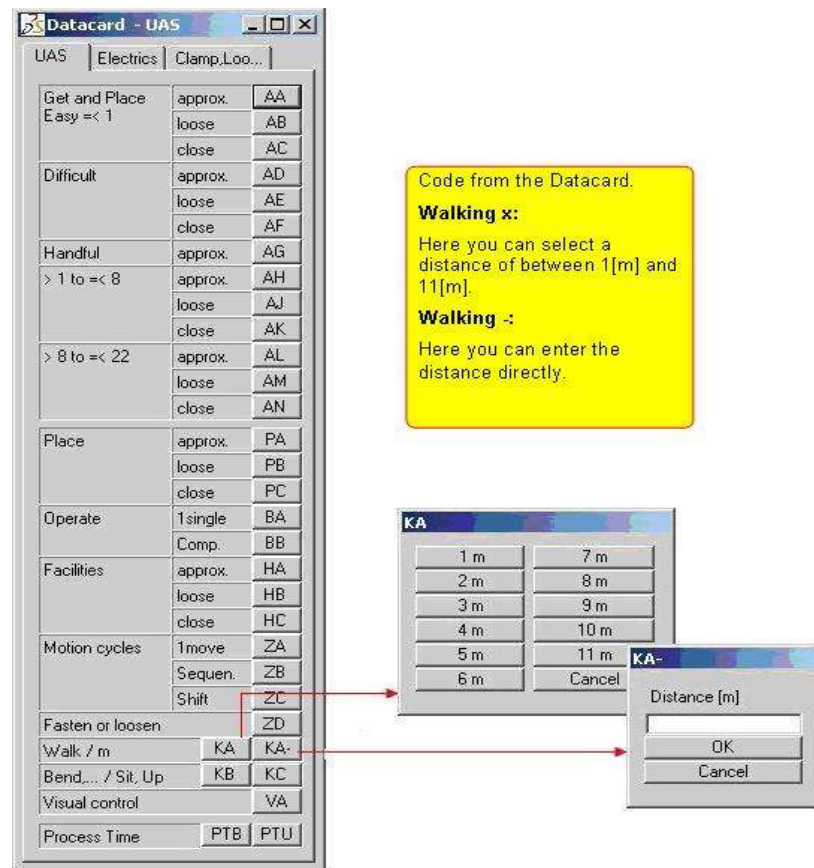 Datacard - UAS
UAS Electrics Clamp,Loo...
Get and Place approx. AA
Easy =< 1 loose AB
close AC
Difficult approx. AD
loose AE
close AF
Handful approx. AG
> 1 to =< 8 approx. AH
loose AJ
close AK
> 8 to =< 22 approx. AL
loose AM
close AN
Place approx. PA
loose PB
close PC
Operate 1single BA
Comp. BB
Facilities approx. HA
loose HB
close HC
Motion cycles 1move ZA
Sequen. ZB
Shift ZC
Fasten or loosen ZD
Walk / m KA KA-
Bend,... / Sit, Up KB KC
Visual control VA
Process Time PTB PTU
Code from the Datacard.
Walking x:
Here you can select a
distance of between 1[m] and
11[m].
Walking -:
Here you can enter the
distance directly.
KA
1 m 7 m
2 m 8 m
3 m 9 m
4 m 10 m
5 m 11 m
6 m Cancel
KA-
Distance [m]
OK
Cancel